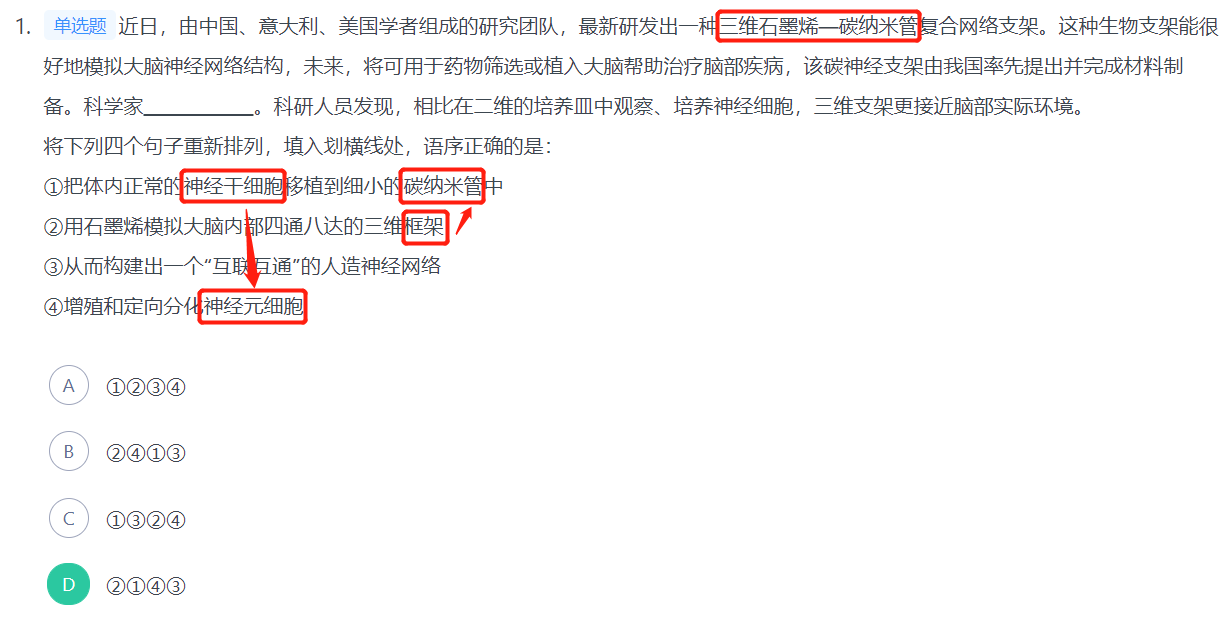 1. 单选题 近日，由中国、意大利、美国学者组成的研究团队，最新研发出一种三维石墨烯—碳纳米管复合网络支架。这种生物支架能很
好地模拟大脑神经网络结构，未来，将可用于药物筛选或植入大脑帮助治疗脑部疾病，该碳神经支架由我国率先提出并完成材料制
备。科学家___________。科研人员发现，相比在二维的培养皿中观察、培养神经细胞，三维支架更接近脑部实际环境。
将下列四个句子重新排列，填入划横线处，语序正确的是：
①把体内正常的神经干细胞移植到细小的碳纳米管中
②用石墨烯模拟大脑内部四通八达的三维框架
③从而构建出一个“互联互通”的人造神经网络
④增殖和定向分化神经元细胞
A ①②③④
B ②④①③
C ①③②④
D ②①④③